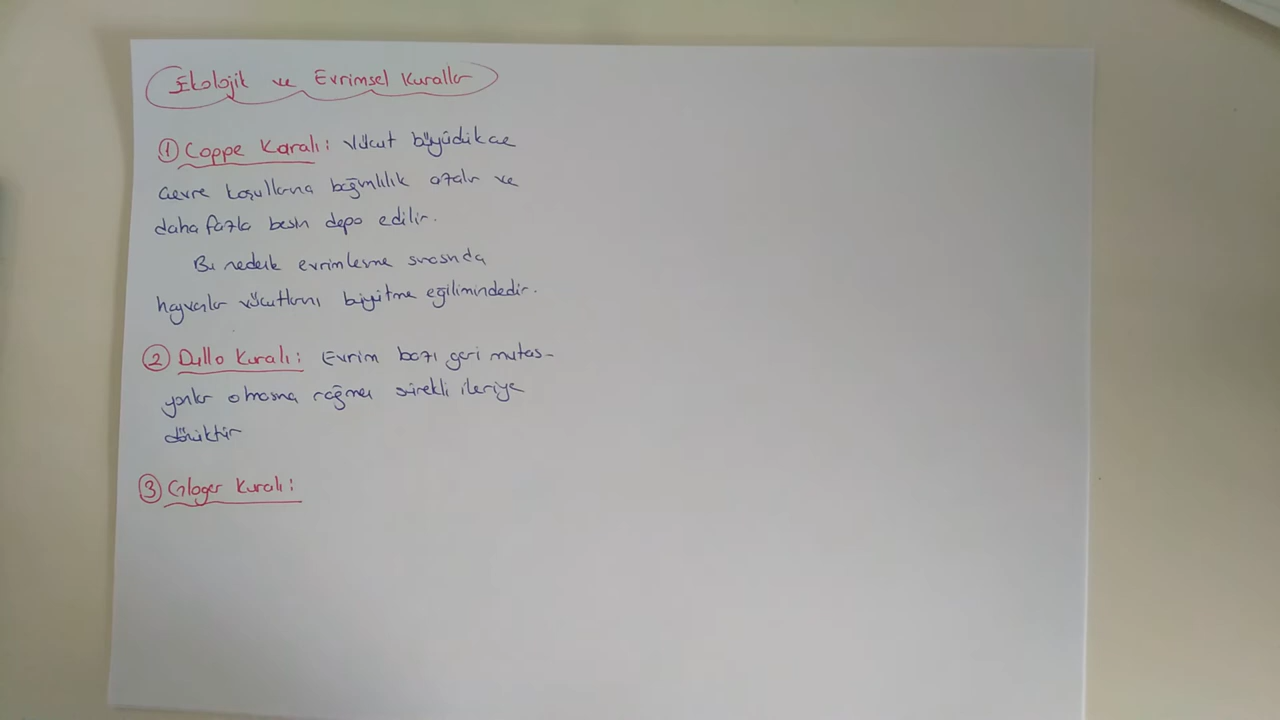 Ekolojik ve Evrimsel Kurallar
① Coppe Kuralı: Vücut büyüdükçe
çevre koşullarına bağımlılık azalır ve
daha fazla besin depo edilir.
Bu nedenle evrimleşme sırasında
hayvanlar vücutlarını büyütme eğilimindedir.
② Dollo Kuralı: Evrim bazı geri mutas-
yonlar olmasına rağmen sürekli ileriye
dönüktür
③ Gloger Kuralı: